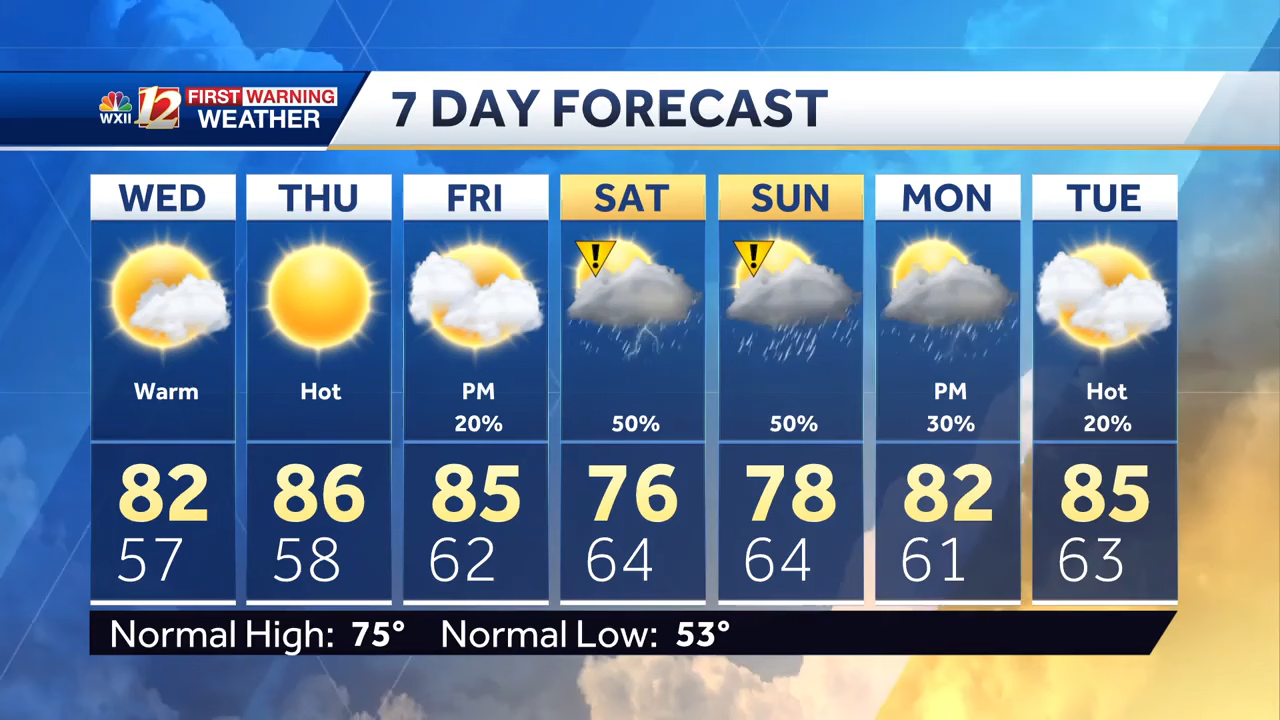 WXII 12 FIRST WARNING
WEATHER
7 DAY FORECAST
WED THU FRI SAT SUN MON TUE
! !
Warm Hot PM PM Hot
20% 50% 50% 30% 20%
82 86 85 76 78 82 85
57 58 62 64 64 61 63
Normal High: 75° Normal Low: 53°